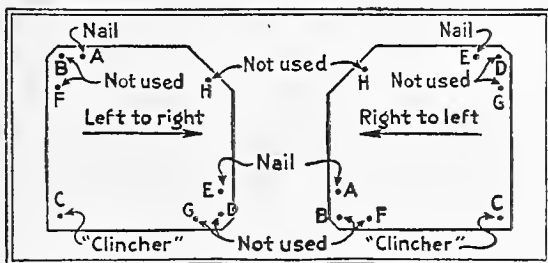 Nail
Nail
B A
E D
Not used
Not used
H
H
Not used
F
G
Left to right
Right to left
Nail
E
A
C
G D
B F
C
"Clincher"
Not used
"Clincher"